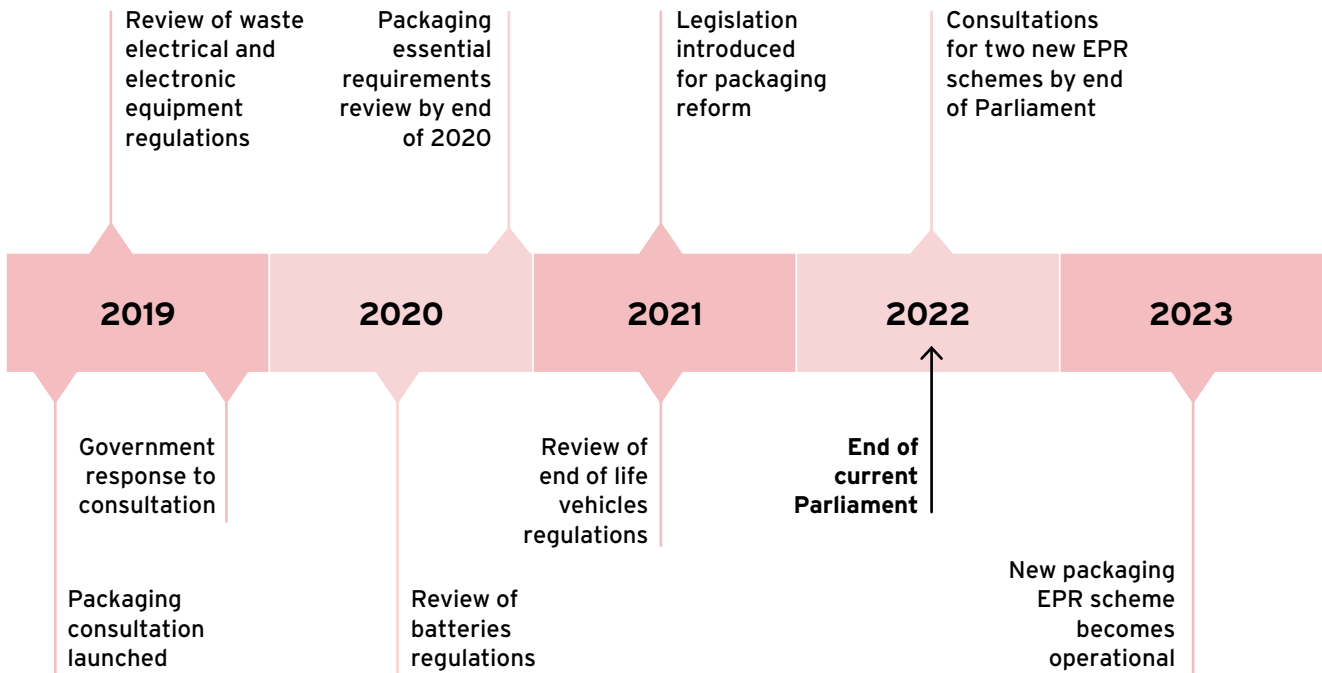 Review of waste
electrical and
electronic
equipment
regulations
Packaging
essential
requirements
review by end
of 2020
Legislation
introduced
for packaging
reform
Consultations
for two new EPR
schemes by end
of Parliament
2019
2020
2021
2022
2023
Government
response to
consultation
Review of
end of life
vehicles
regulations
End of
current
Parliament
Packaging
consultation
launched
Review of
batteries
regulations
New packaging
EPR scheme
becomes
operational